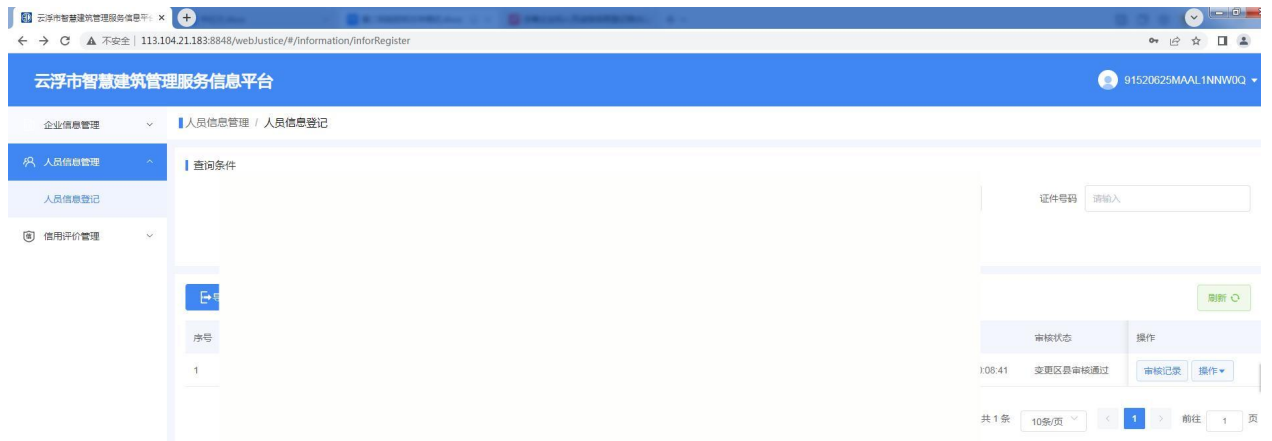 云浮市智慧建筑管理服务信息平
不安全 | 113.104.21.183:8848/webJustice/#/information/inforRegister
云浮市智慧建筑管理服务信息平台
91520625MAAL1NNW0Q
企业信息管理
人员信息管理 / 人员信息登记
人员信息管理
查询条件
人员信息登记
证件号码 请输入
信用评价管理
刷新
序号 审核状态 操作
1 :08:41 变更区县审核通过 审核记录 操作
共 1 条 10条/页 1 前往 1 页